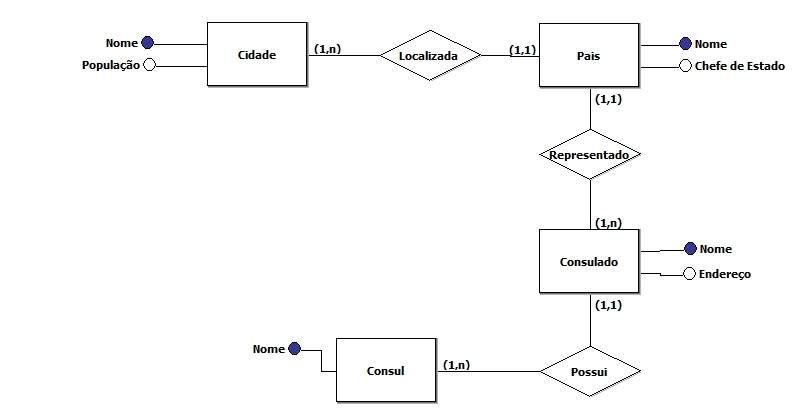 Nome
População
Cidade
(1,n)
Localizada
(1,1)
Pais
Nome
Chefe de Estado
(1,1)
Representado
(1,n)
Consulado
Nome
Endereço
(1,1)
Nome
Consul
(1,n)
Possui